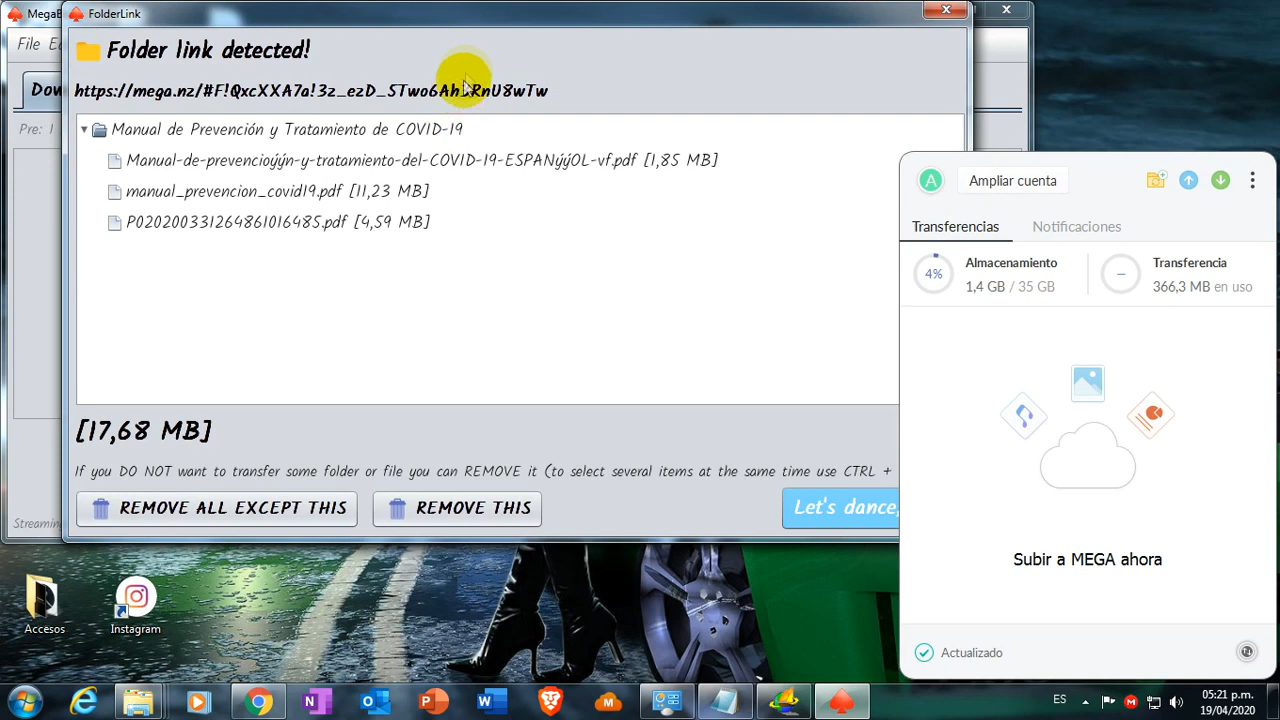 MegaB
FolderLink
File Ed
Folder link detected!
Dow
https://mega.nz/#F!QxcXXA7a!3z_ezD_STwo6Ah
RnU8wTw
Pre: 1
Manual de Prevención y Tratamiento de COVID-19
Manual-de-prevencioýýn-y-tratamiento-del-COVID-19-ESPANýýOL-vf.pdf [1,85 MB]
manual_prevencion_covid19.pdf [11,23 MB]
P020200331264861016485.pdf [4,59 MB]
[17,68 MB]
If you DO NOT want to transfer some folder or file you can REMOVE it (to select several items at the same time use CTRL +
REMOVE ALL EXCEPT THIS
REMOVE THIS
Let's dance,
Streamin
A
Ampliar cuenta
Transferencias
Notificaciones
4%
Almacenamiento
1,4 GB / 35 GB
Transferencia
366,3 MB en uso
Subir a MEGA ahora
Actualizado
Accesos
Instagram
ES
05:21 p.m.
19/04/2020